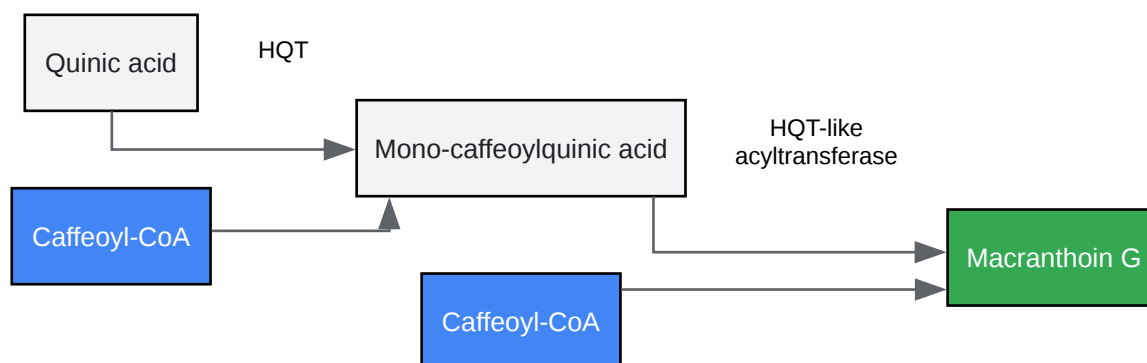 Quinic acid
HQT
Mono-caffeoylquinic acid
HQT-like
acyltransferase
Caffeoyl-CoA
Macranthoin G
Caffeoyl-CoA